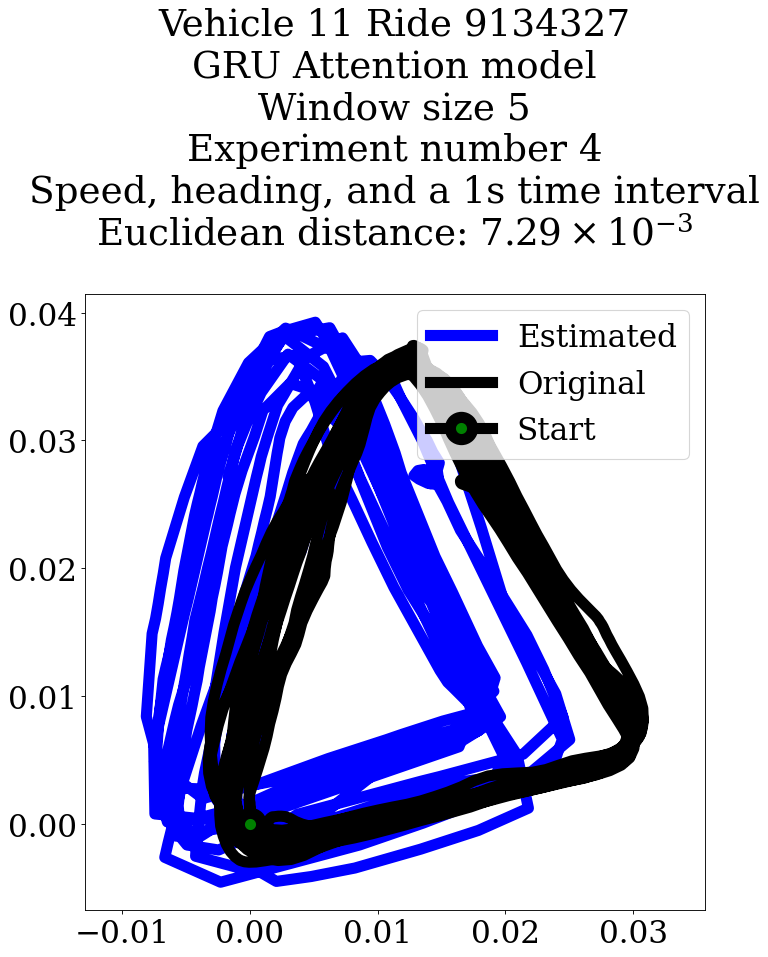 Vehicle 11 Ride 9134327
GRU Attention model
Window size 5
Experiment number 4
Speed, heading, and a 1s time interval
Euclidean distance: 7.29 × 10⁻³
0.04
Estimated
Original
Start
0.03
0.02
0.01
0.00
−0.01 0.00 0.01 0.02 0.03